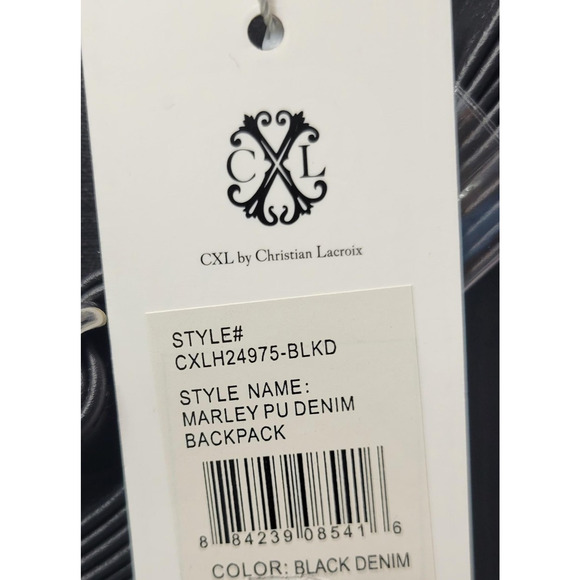 C X L
CXL by Christian Lacroix
STYLE#
CXLH24975-BLKD
STYLE NAME:
MARLEY PU DENIM
BACKPACK
8 84239 08541 6
COLOR: BLACK DENIM